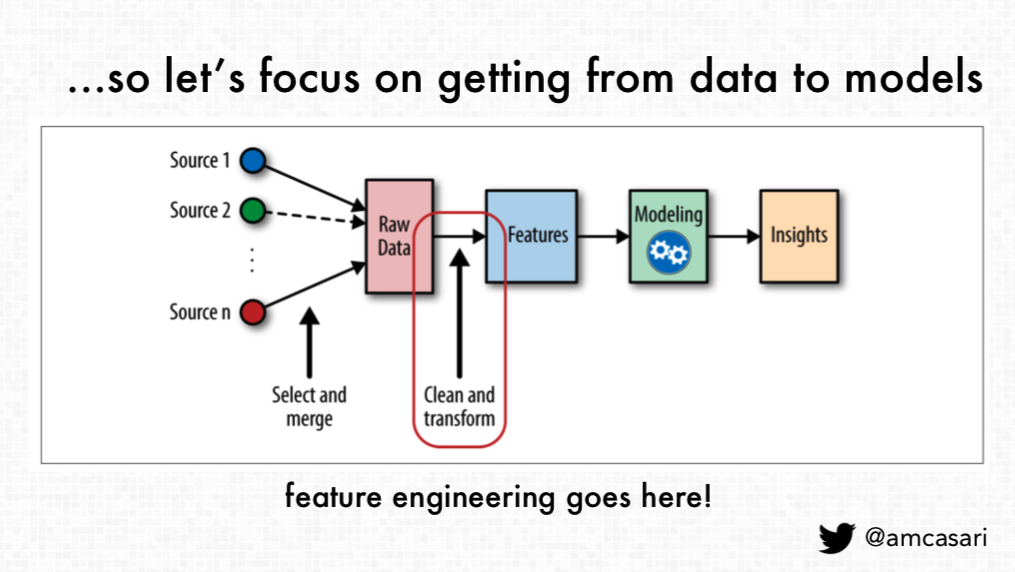 ...so let's focus on getting from data to models
Source 1
Source 2
⋮
Source n
Raw
Data
Features
Modeling
Insights
Select and
merge
Clean and
transform
feature engineering goes here!
@amcasari